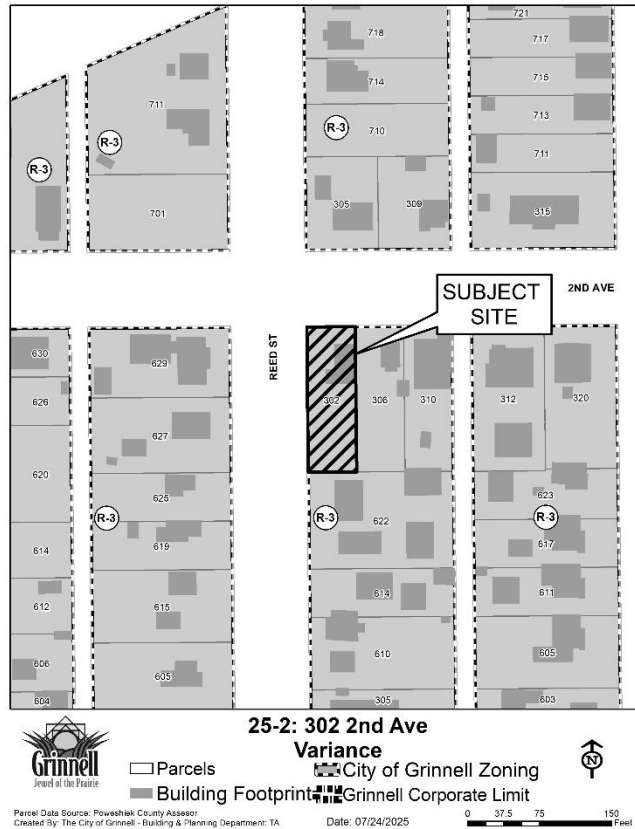 718
721
717
714
715
711
R-3
710
713
R-3
711
R-3
305
309
315
701
SUBJECT
SITE
2ND AVE
REED ST
630
629
302
306
310
312
320
626
627
620
625
622
623
R-3
R-3
R-3
619
617
614
614
611
612
615
610
605
606
605
604
305
603
25-2: 302 2nd Ave
Variance
Grinnell
Jewel of the Prairie
Parcels
City of Grinnell Zoning
Building Footprint
Grinnell Corporate Limit
N
Parcel Data Source: Poweshiek County Assesor
Created By: The City of Grinnell - Building & Planning Department: TA
Date: 07/24/2025
0 37.5 75 150
Feet